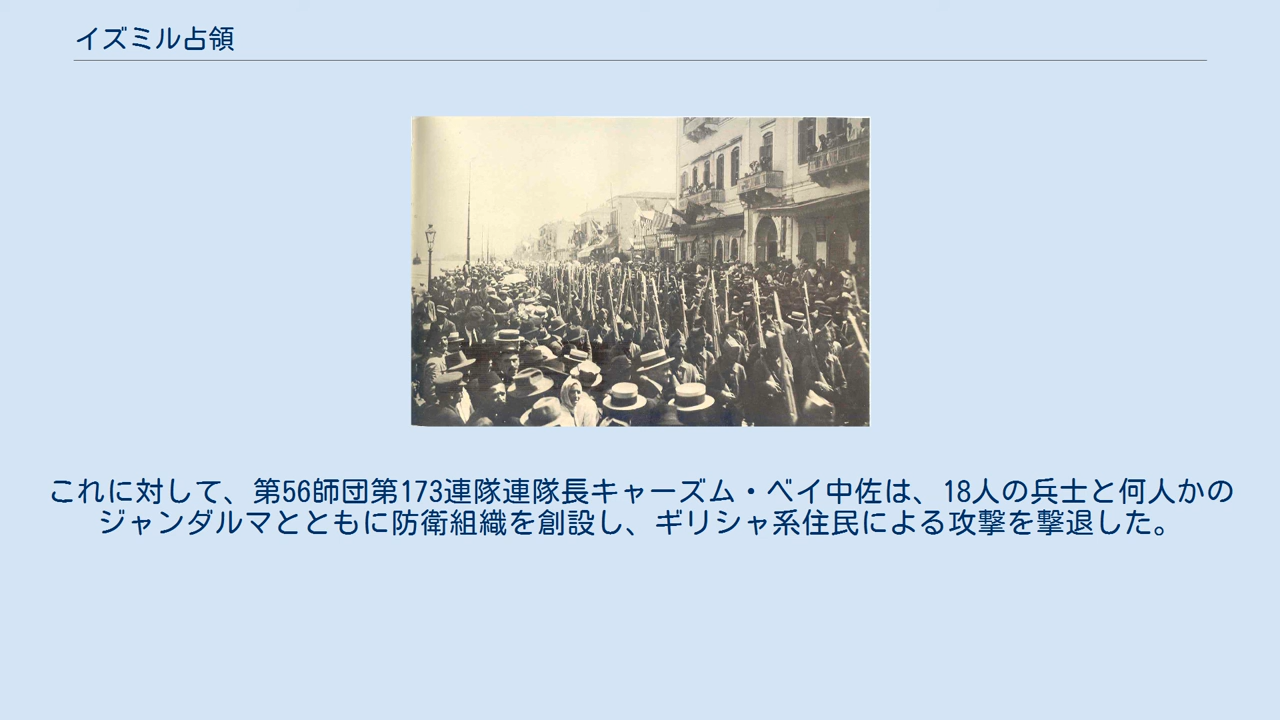 イズミル占領
これに対して、第56師団第173連隊連隊長キャーズム・ベイ中佐は、18人の兵士と何人かの
ジャンダルマとともに防衛組織を創設し、ギリシャ系住民による攻撃を撃退した。